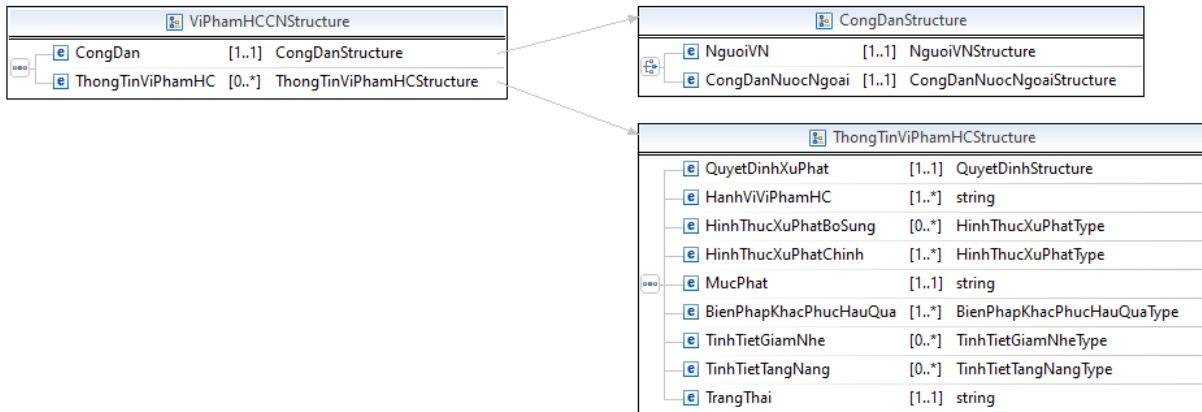 ViPhamHCCNStructure
CongDan [1..1] CongDanStructure
ThongTinViPhamHC [0..*] ThongTinViPhamHCStructure
CongDanStructure
NguoiVN [1..1] NguoiVNStructure
CongDanNuocNgoai [1..1] CongDanNuocNgoaiStructure
ThongTinViPhamHCStructure
QuyetDinhXuPhat [1..1] QuyetDinhStructure
HanhViViPhamHC [1..*] string
HinhThucXuPhatBoSung [0..*] HinhThucXuPhatType
HinhThucXuPhatChinh [1..*] HinhThucXuPhatType
MucPhat [1..1] string
BienPhapKhacPhucHauQua [1..*] BienPhapKhacPhucHauQuaType
TinhTietGiamNhe [0..*] TinhTietGiamNheType
TinhTietTangNang [0..*] TinhTietTangNangType
TrangThai [1..1] string